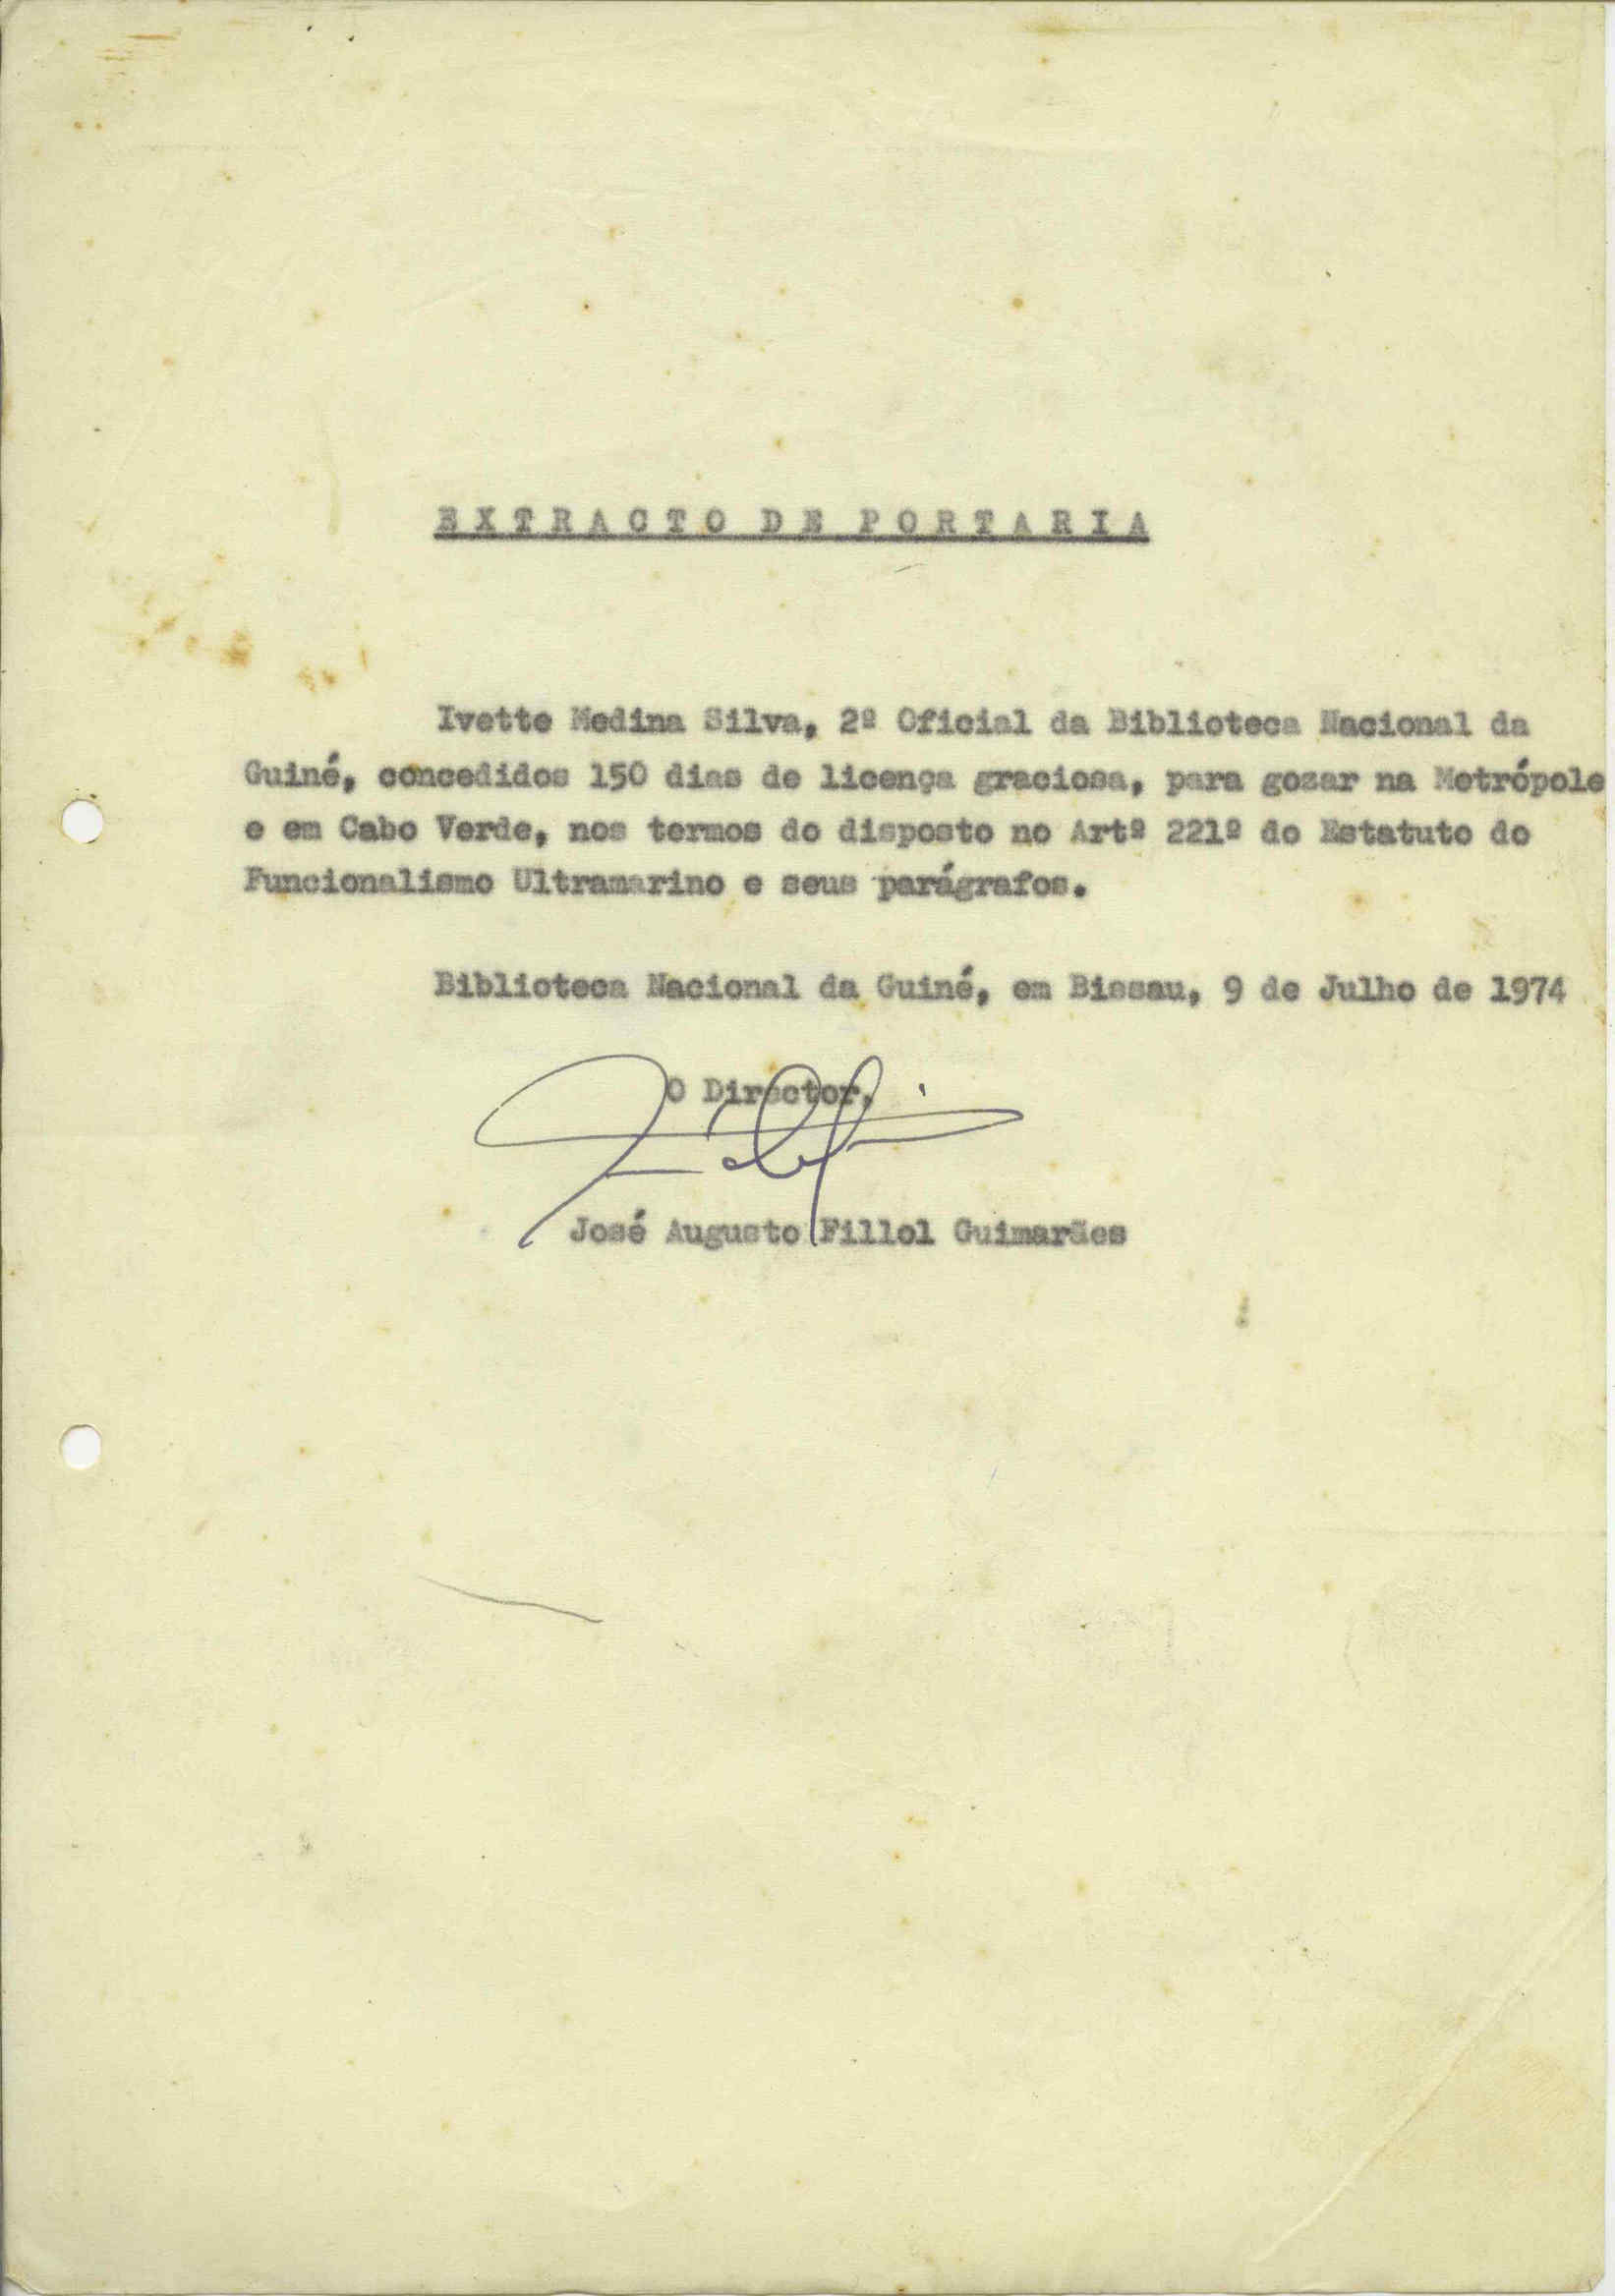 EXTRACTO DE PORTARIA
Ivette Medina Silva, 2º Oficial da Biblioteca Nacional da
Guiné, concedidos 150 dias de licença graciosa, para gozar na Metrópole
e em Cabo Verde, nos termos do disposto no Artº 221º do Estatuto do
Funcionalismo Ultramarino e seus parágrafos.
Biblioteca Nacional da Guiné, em Bissau, 9 de Julho de 1974
O Director,
José Augusto Fillol Guimarães